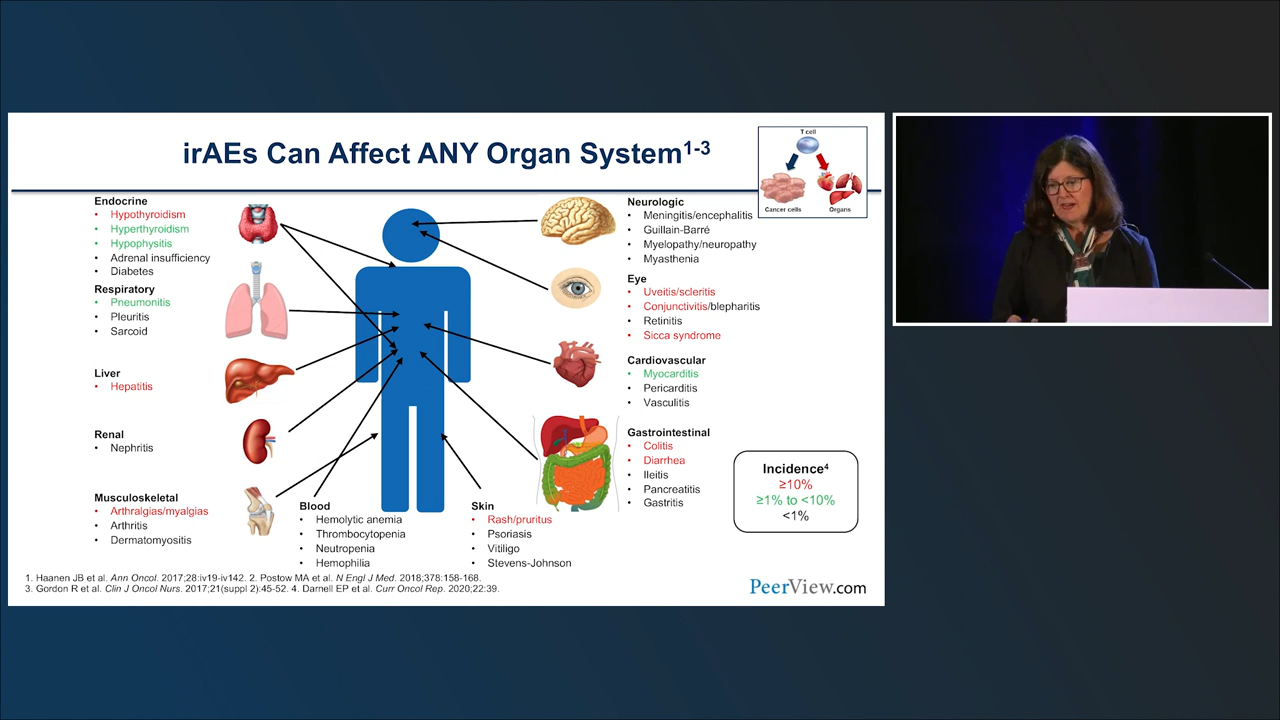 irAEs Can Affect ANY Organ System1-3
T cell
Cancer cells
Organs
Endocrine
• Hypothyroidism
• Hyperthyroidism
• Hypophysitis
• Adrenal insufficiency
• Diabetes
Respiratory
• Pneumonitis
• Pleuritis
• Sarcoid
Liver
• Hepatitis
Renal
• Nephritis
Musculoskeletal
• Arthralgias/myalgias
• Arthritis
• Dermatomyositis
Blood
• Hemolytic anemia
• Thrombocytopenia
• Neutropenia
• Hemophilia
Skin
• Rash/pruritus
• Psoriasis
• Vitiligo
• Stevens-Johnson
Neurologic
• Meningitis/encephalitis
• Guillain-Barré
• Myelopathy/neuropathy
• Myasthenia
Eye
• Uveitis/scleritis
• Conjunctivitis/blepharitis
• Retinitis
• Sicca syndrome
Cardiovascular
• Myocarditis
• Pericarditis
• Vasculitis
Gastrointestinal
• Colitis
• Diarrhea
• Ileitis
• Pancreatitis
• Gastritis
Incidence4
≥10%
≥1% to <10%
<1%
1. Haanen JB et al. Ann Oncol. 2017;28:iv19-iv142. 2. Postow MA et al. N Engl J Med. 2018;378:158-168.
3. Gordon R et al. Clin J Oncol Nurs. 2017;21(suppl 2):45-52. 4. Darnell EP et al. Curr Oncol Rep. 2020;22:39.
PeerView.com